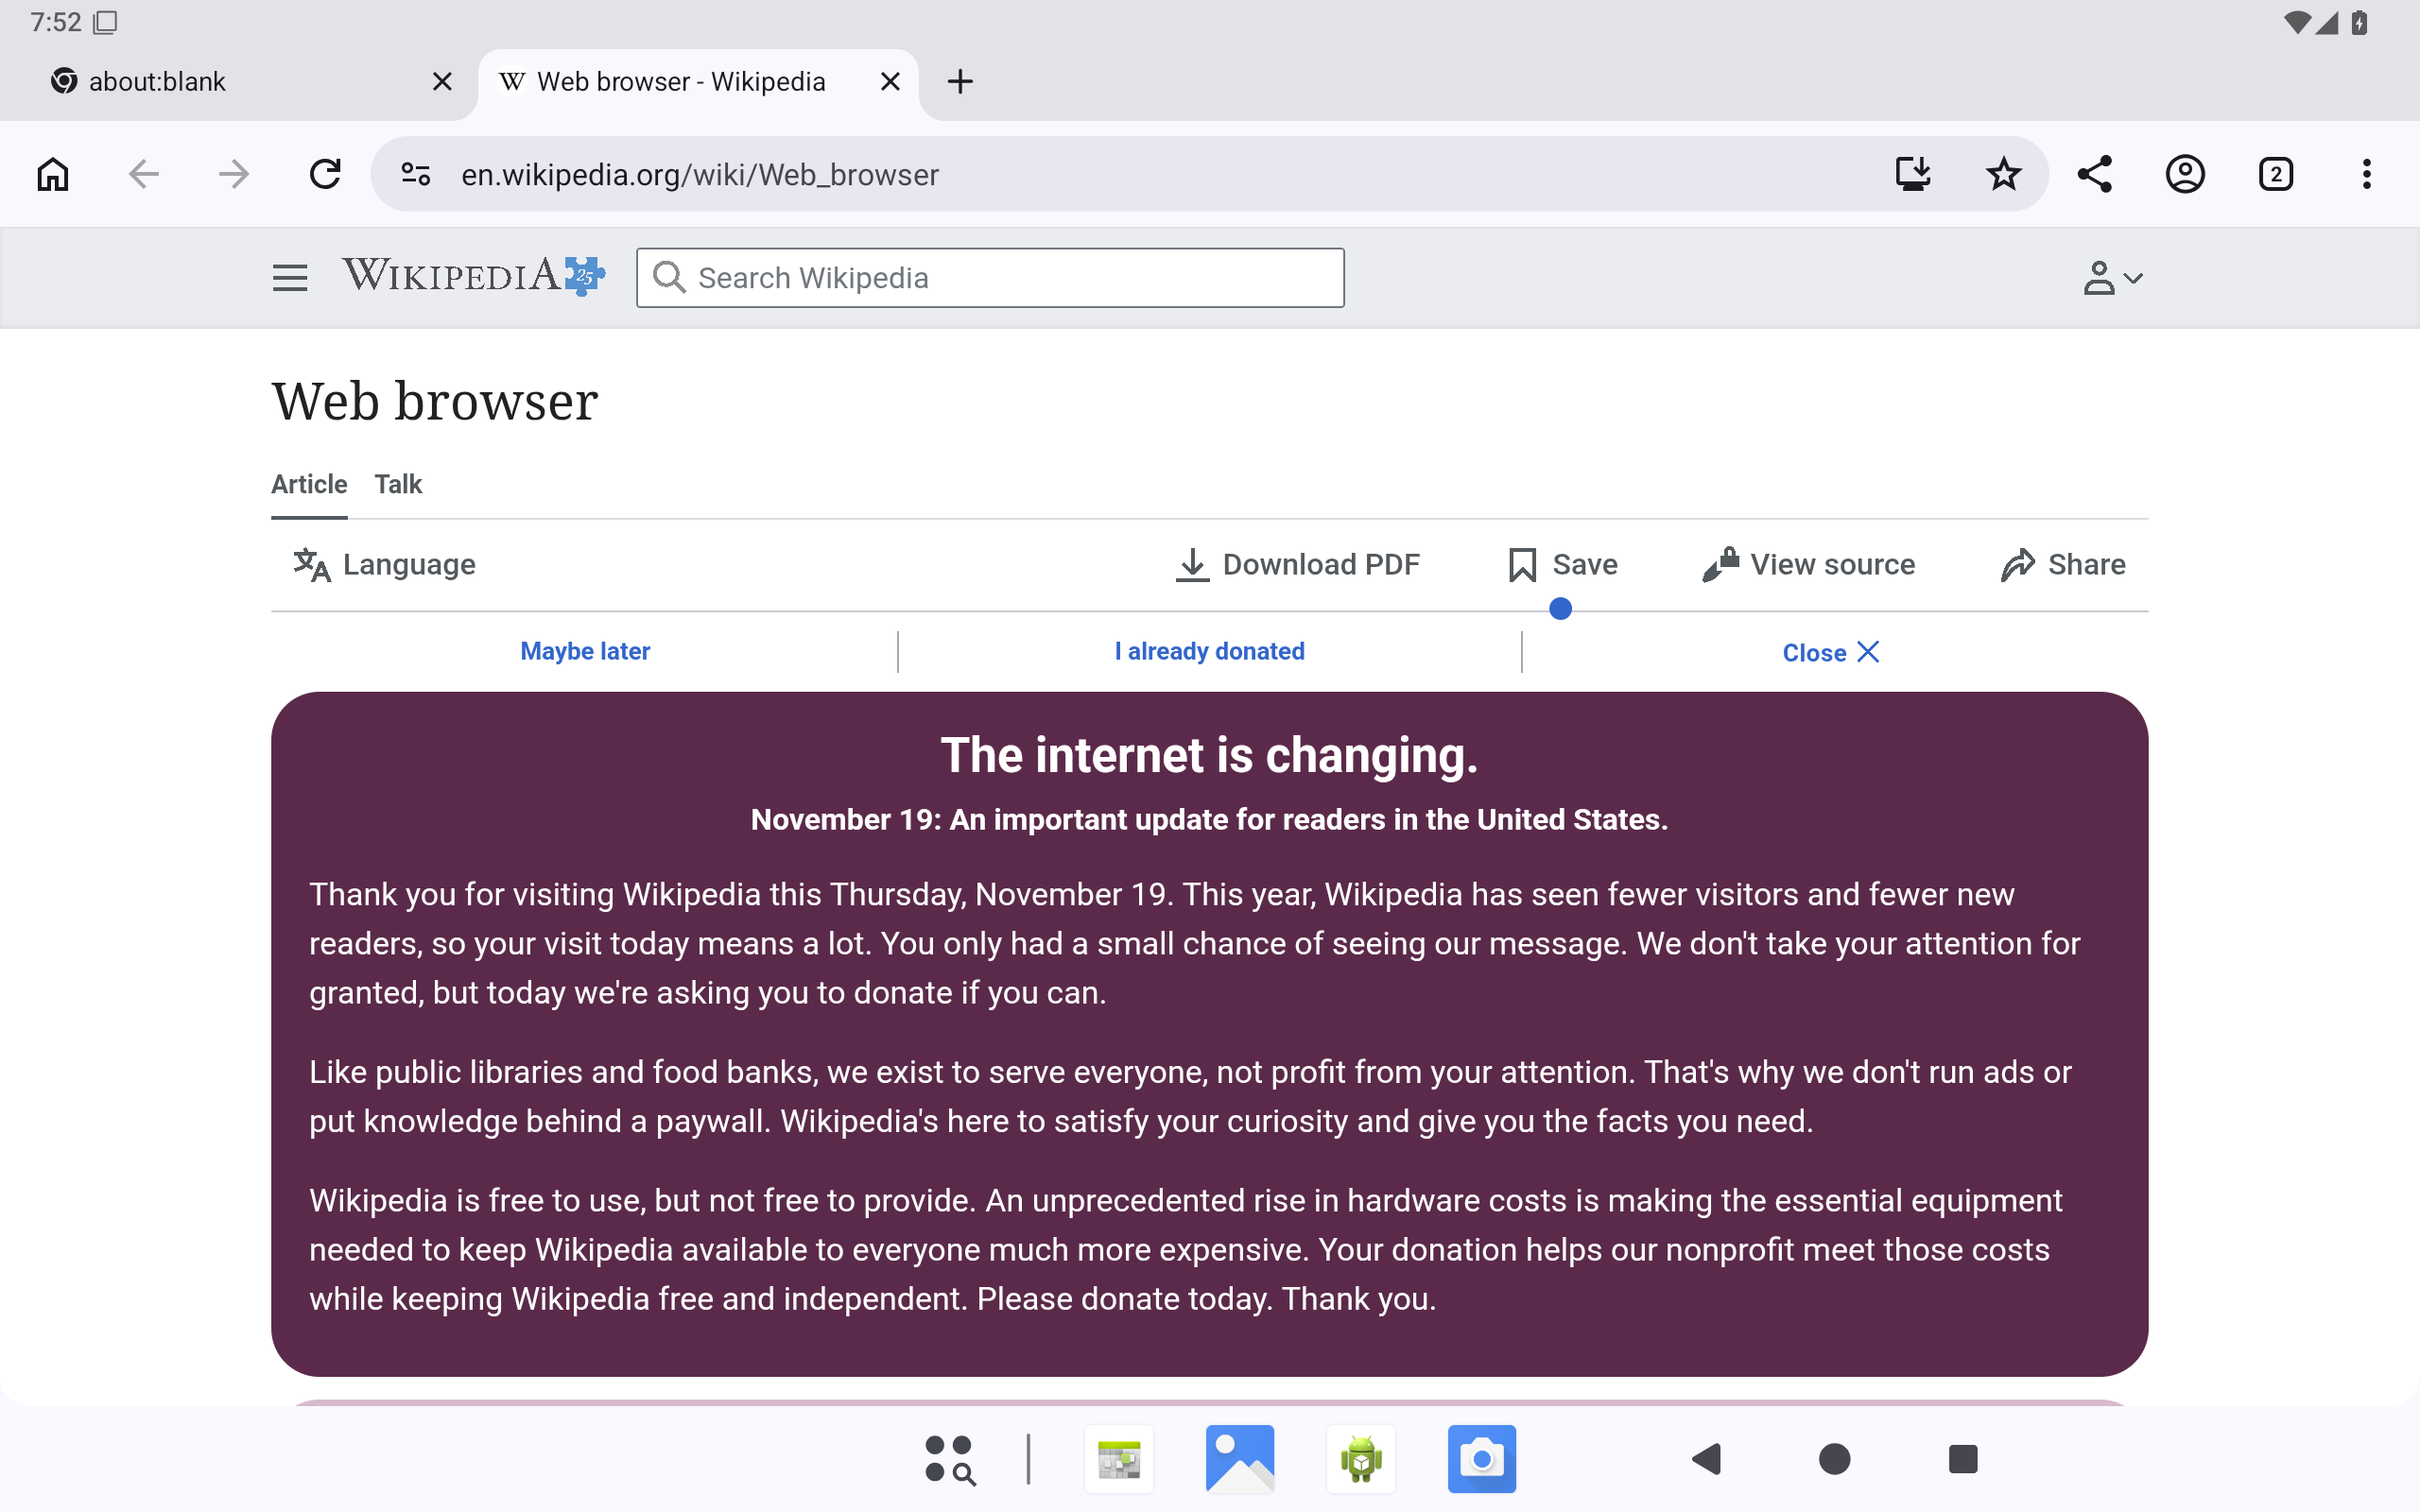 7:52
about:blank
Web browser - Wikipedia
en.wikipedia.org/wiki/Web_browser
2
WIKIPEDIA 25
Search Wikipedia
Web browser
Article Talk
Language Download PDF Save View source Share
Maybe later I already donated Close
The internet is changing.
November 19: An important update for readers in the United States.
Thank you for visiting Wikipedia this Thursday, November 19. This year, Wikipedia has seen fewer visitors and fewer new
readers, so your visit today means a lot. You only had a small chance of seeing our message. We don't take your attention for
granted, but today we're asking you to donate if you can.
Like public libraries and food banks, we exist to serve everyone, not profit from your attention. That's why we don't run ads or
put knowledge behind a paywall. Wikipedia's here to satisfy your curiosity and give you the facts you need.
Wikipedia is free to use, but not free to provide. An unprecedented rise in hardware costs is making the essential equipment
needed to keep Wikipedia available to everyone much more expensive. Your donation helps our nonprofit meet those costs
while keeping Wikipedia free and independent. Please donate today. Thank you.